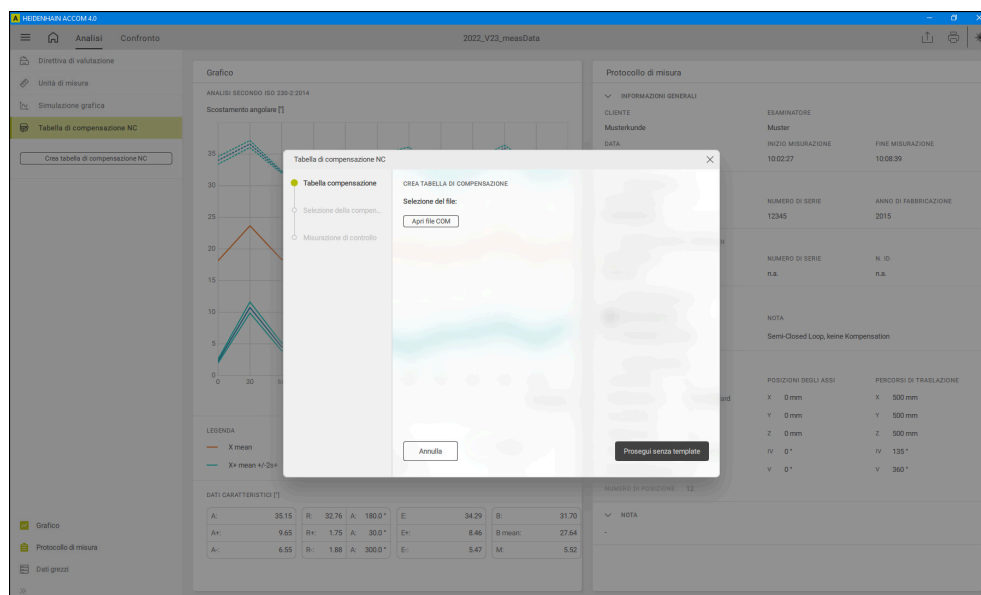 HEIDENHAIN ACCOM 4.0
Analisi Confronto 2022_V23_measData
Direttiva di valutazione
Unità di misura
Simulazione grafica
Tabella di compensazione NC
Crea tabella di compensazione NC
Grafico
Protocollo di misura
Dati grezzi
Grafico
ANALISI SECONDO ISO 230-2:2014
Scostamento angolare ["]
35
30
25
20
15
10
5
0
0 30
LEGENDA
X mean
X+ mean +/-2s+
DATI CARATTERISTICI ["]
A: 35.15 R: 32.76 A: 180.0 ° E: 34.29 B: 31.70
A+: 9.65 R+: 1.75 A: 30.0 ° E+: 8.46 B mean: 27.64
A-: 6.55 R-: 1.88 A: 300.0 ° E-: 5.47 M: 5.52
Tabella di compensazione NC
Tabella compensazione
Selezione della compen...
Misurazione di controllo
CREA TABELLA DI COMPENSAZIONE
Selezione del file:
Apri file COM
Annulla
Prosegui senza template
Protocollo di misura
INFORMAZIONI GENERALI
CLIENTE ESAMINATORE
Musterkunde Muster
DATA INIZIO MISURAZIONE FINE MISURAZIONE
10:02:27 10:08:39
NUMERO DI SERIE ANNO DI FABBRICAZIONE
12345 2015
NUMERO DI SERIE N. ID
n.a. n.a.
NOTA
Semi-Closed Loop, keine Kompensation
POSIZIONI DEGLI ASSI PERCORSI DI TRASLAZIONE
X 0 mm X 500 mm
Y 0 mm Y 500 mm
Z 0 mm Z 500 mm
IV 0 ° IV 135 °
V 0 ° V 360 °
NUMERO DI POSIZIONE 12
NOTA
-